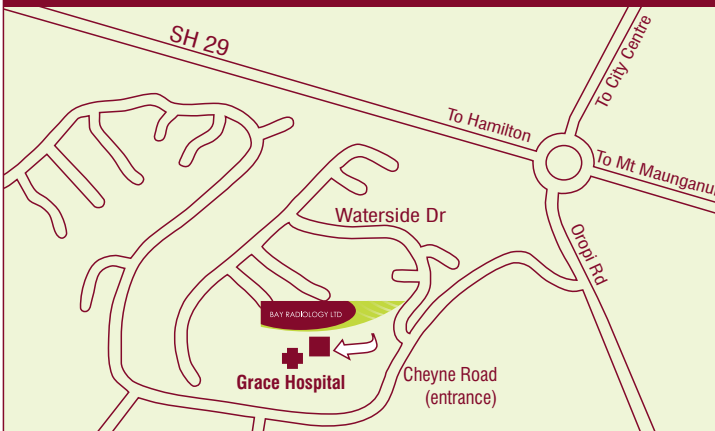 SH 29
To City Centre
To Hamilton
To Mt Maunganui
Waterside Dr
Oropi Rd
BAY RADIOLOGY LTD
Grace Hospital
Cheyne Road
(entrance)